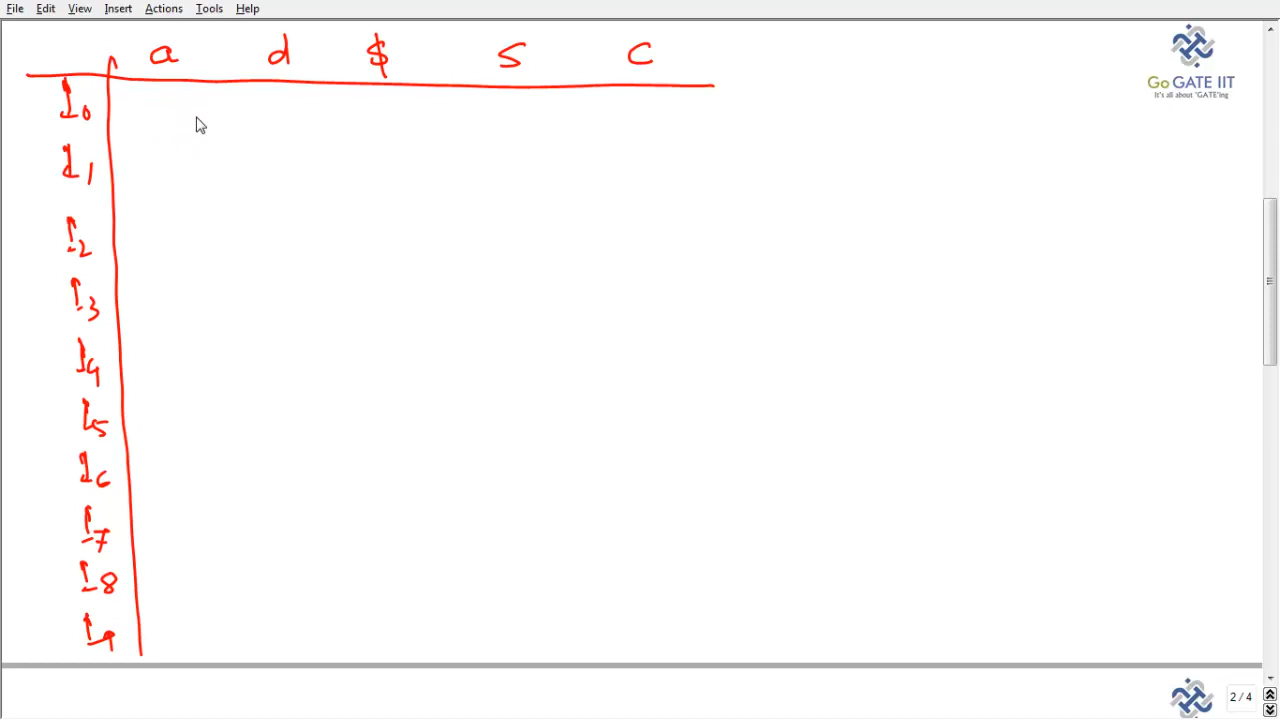 File Edit View Insert Actions Tools Help
a d $ S C
Go GATE IIT
It's all about "GATE'ing
I0
I1
I2
I3
I4
I5
I6
I7
I8
I9
2 / 4